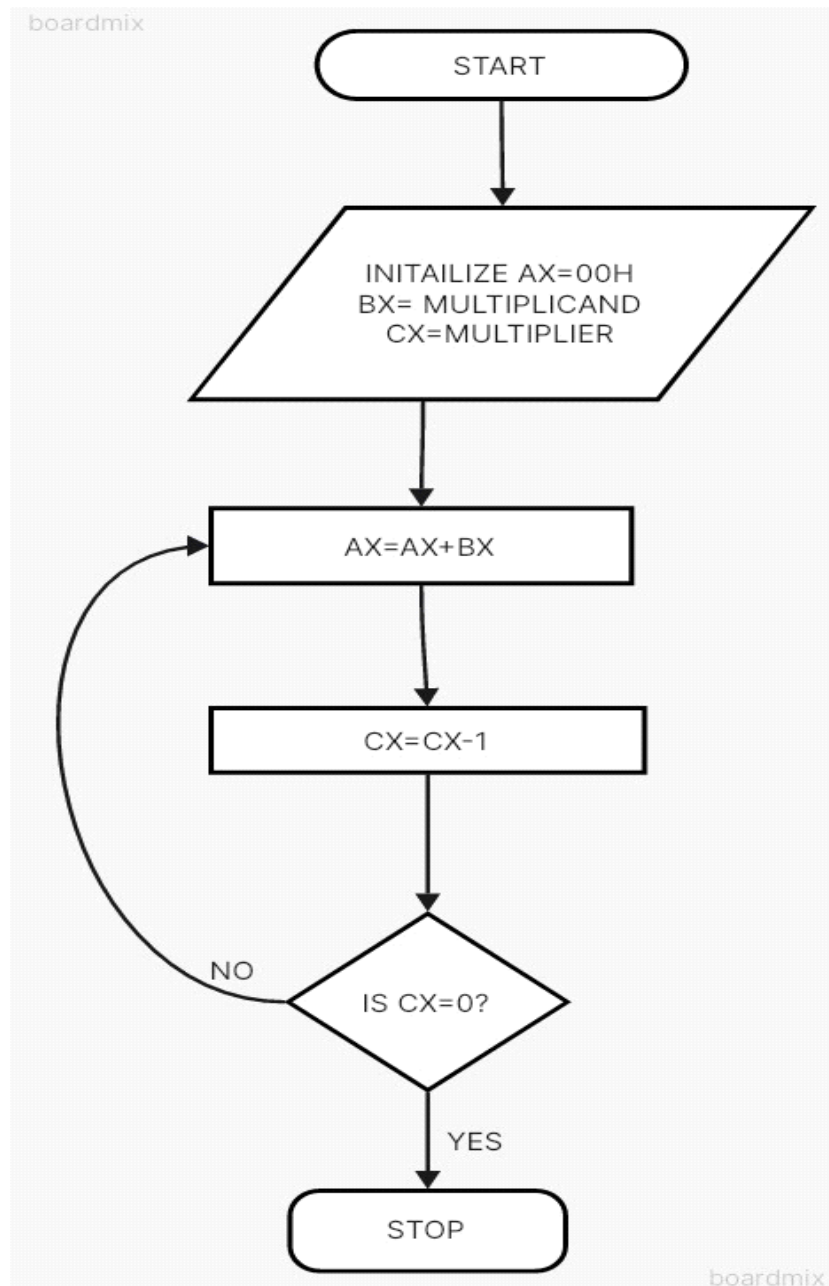 boardmix
START
INITAILIZE AX=00H
BX= MULTIPLICAND
CX=MULTIPLIER
AX=AX+BX
CX=CX-1
NO
IS CX=0?
YES
STOP
boardmix